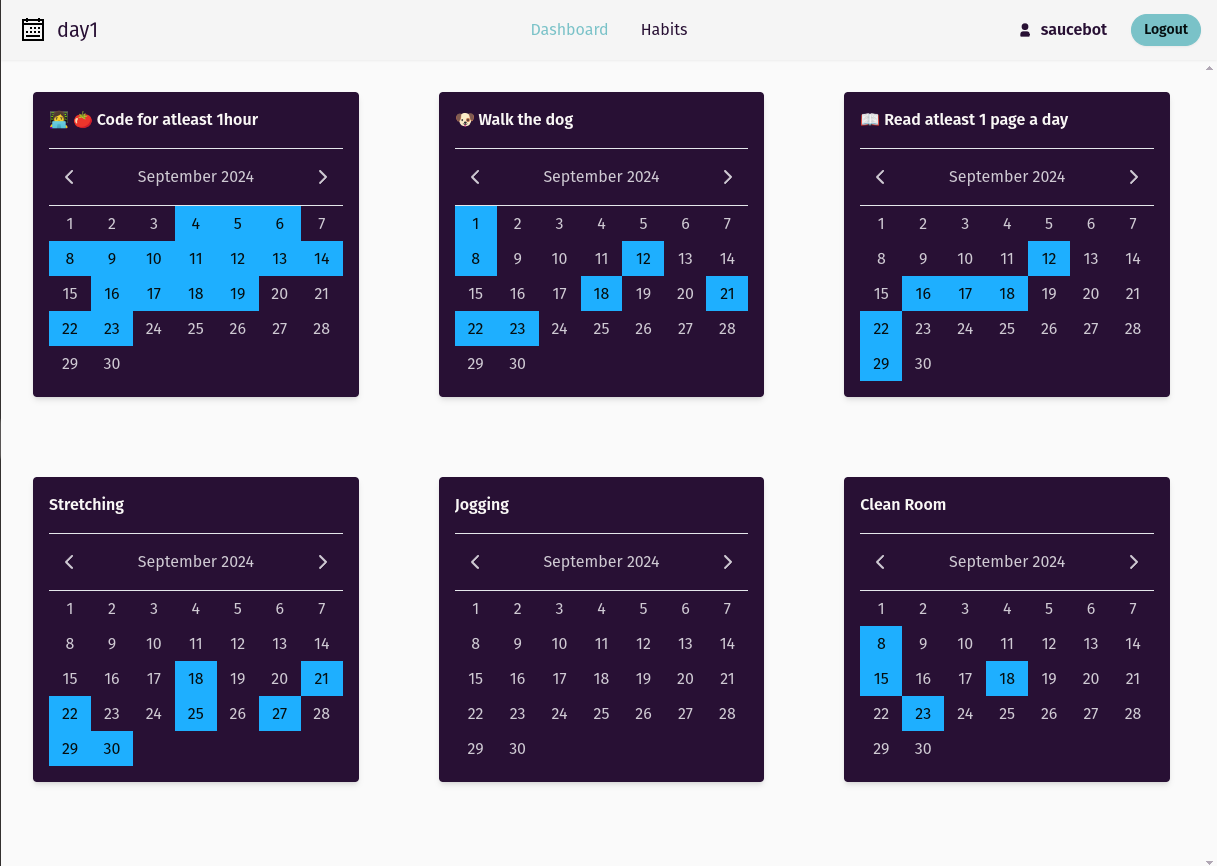 day1 Dashboard Habits saucebot Logout
🧑‍💻 🍅 Code for atleast 1hour
September 2024
1 2 3 4 5 6 7
8 9 10 11 12 13 14
15 16 17 18 19 20 21
22 23 24 25 26 27 28
29 30
🐶 Walk the dog
September 2024
1 2 3 4 5 6 7
8 9 10 11 12 13 14
15 16 17 18 19 20 21
22 23 24 25 26 27 28
29 30
📖 Read atleast 1 page a day
September 2024
1 2 3 4 5 6 7
8 9 10 11 12 13 14
15 16 17 18 19 20 21
22 23 24 25 26 27 28
29 30
Stretching
September 2024
1 2 3 4 5 6 7
8 9 10 11 12 13 14
15 16 17 18 19 20 21
22 23 24 25 26 27 28
29 30
Jogging
September 2024
1 2 3 4 5 6 7
8 9 10 11 12 13 14
15 16 17 18 19 20 21
22 23 24 25 26 27 28
29 30
Clean Room
September 2024
1 2 3 4 5 6 7
8 9 10 11 12 13 14
15 16 17 18 19 20 21
22 23 24 25 26 27 28
29 30